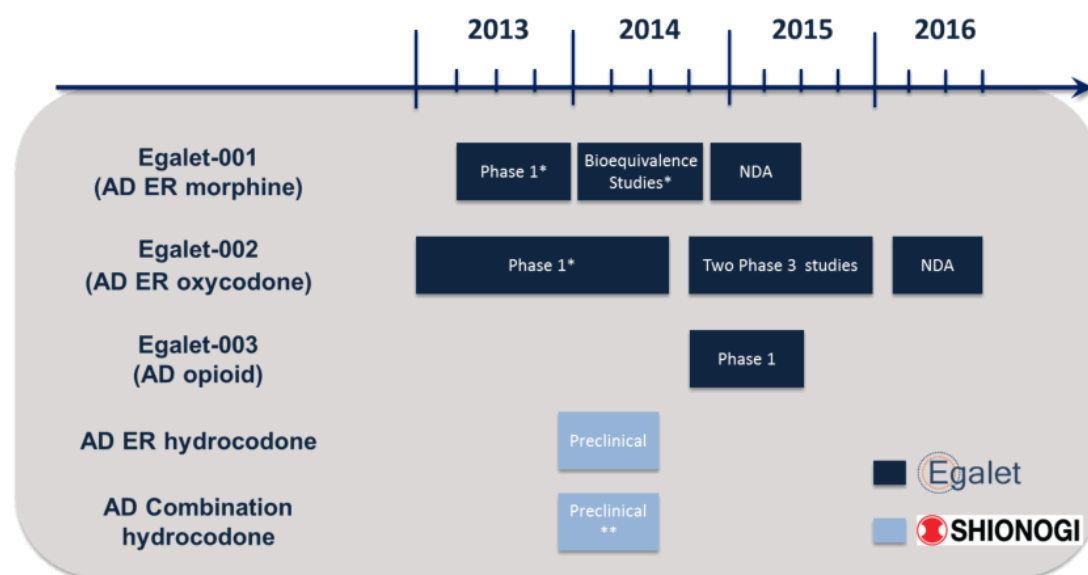 2013 2014 2015 2016
Egalet-001
(AD ER morphine)
Phase 1*
Bioequivalence
Studies*
NDA
Egalet-002
(AD ER oxycodone)
Phase 1*
Two Phase 3 studies
NDA
Egalet-003
(AD opioid)
Phase 1
AD ER hydrocodone
Preclinical
AD Combination
hydrocodone
Preclinical
**
Egalet
SHIONOGI